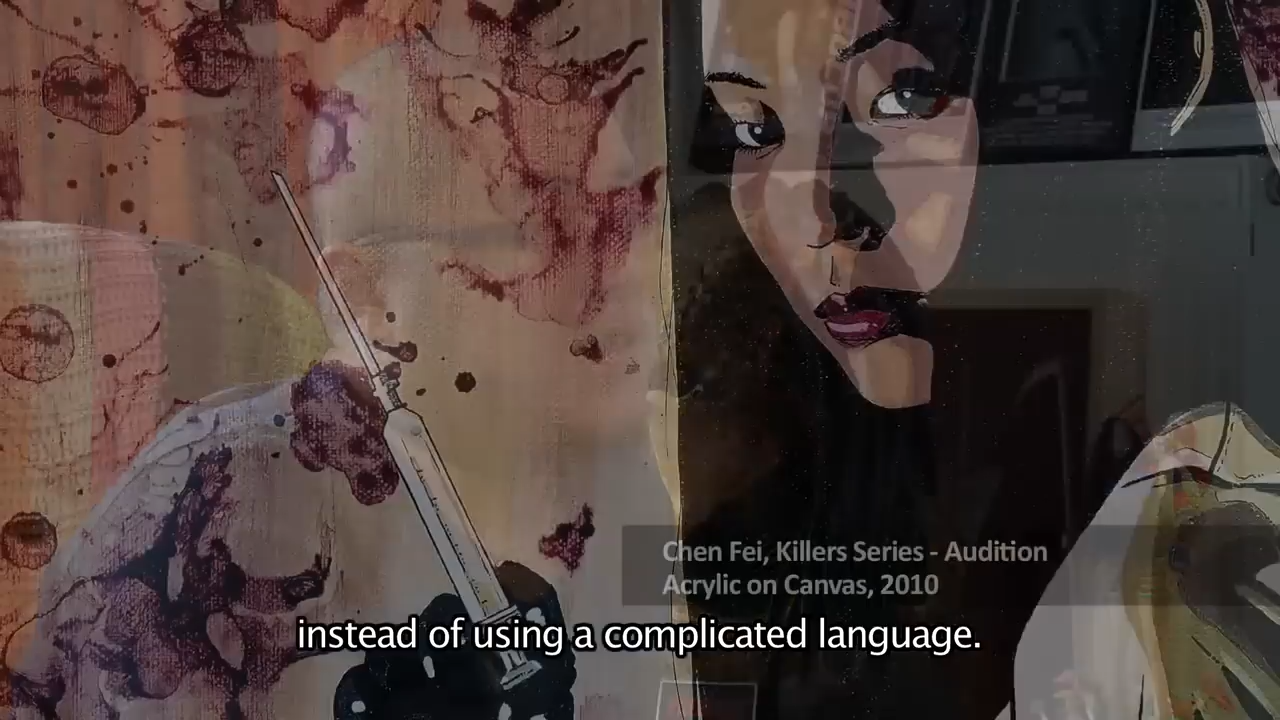 Chen Fei, Killers Series - Audition
Acrylic on Canvas, 2010
instead of using a complicated language.